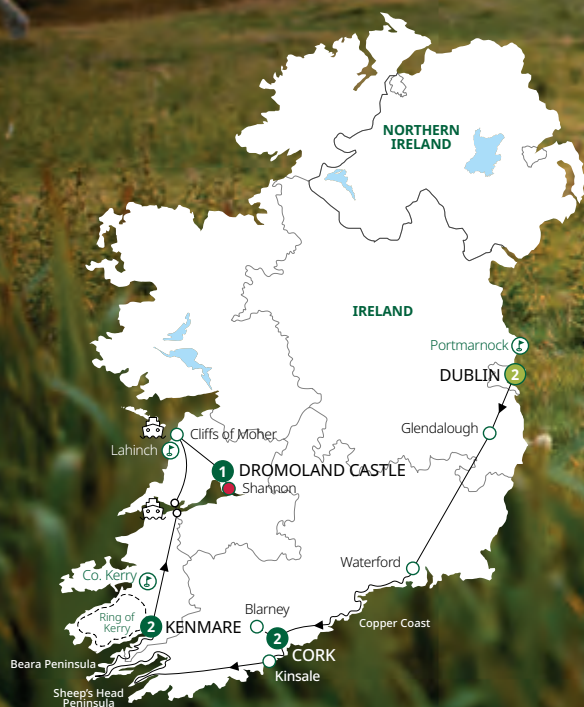 NORTHERN
IRELAND
IRELAND
Portmarnock
DUBLIN 2
Glendalough
Cliffs of Moher
Lahinch
1 DROMOLAND CASTLE
Shannon
Waterford
Co. Kerry
Ring of
Kerry
2 KENMARE
Blarney
2
CORK
Copper Coast
Kinsale
Beara Peninsula
Sheep's Head
Peninsula